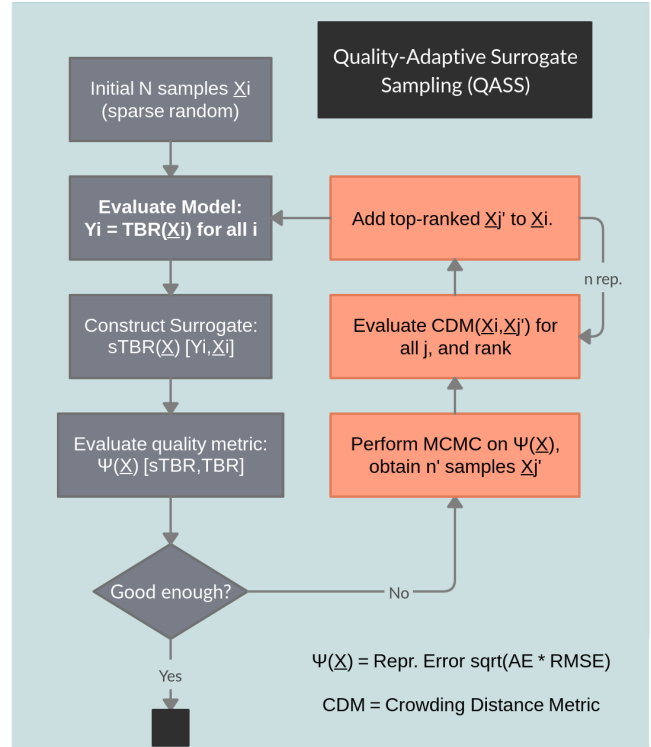 Quality-Adaptive Surrogate
Sampling (QASS)
Initial N samples Xi
(sparse random)
Evaluate Model:
Yi = TBR(Xi) for all i
Add top-ranked Xj' to Xi.
n rep.
Construct Surrogate:
sTBR(X) [Yi,Xi]
Evaluate CDM(Xi,Xj') for
all j, and rank
Evaluate quality metric:
Ψ(X) [sTBR,TBR]
Perform MCMC on Ψ(X),
obtain n' samples Xj'
Good enough?
No
Yes
Ψ(X) = Repr. Error sqrt(AE * RMSE)
CDM = Crowding Distance Metric